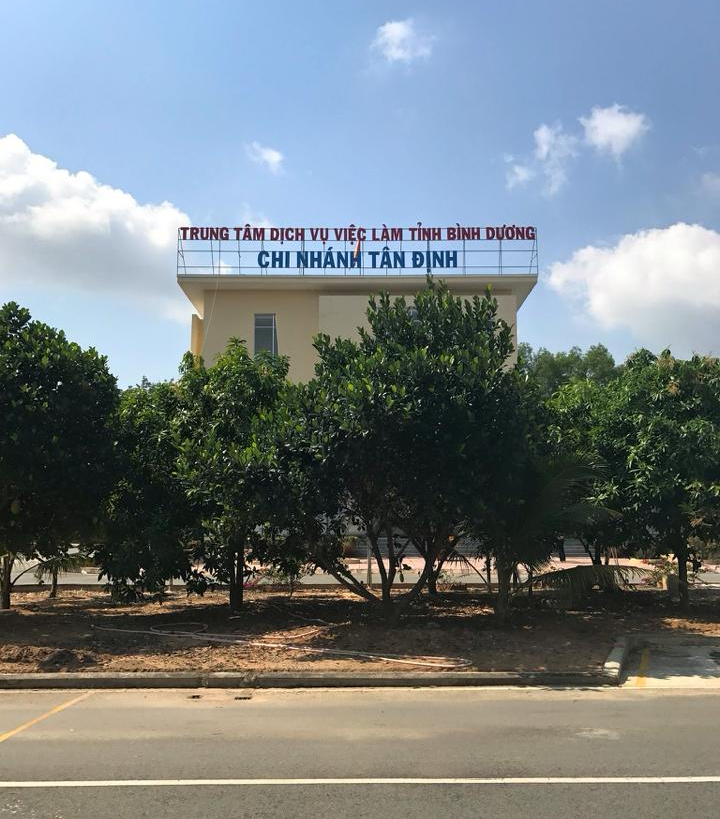 TRUNG TÂM DỊCH VỤ VIỆC LÀM TỈNH BÌNH DƯƠNG
CHI NHÁNH TÂN ĐỊNH